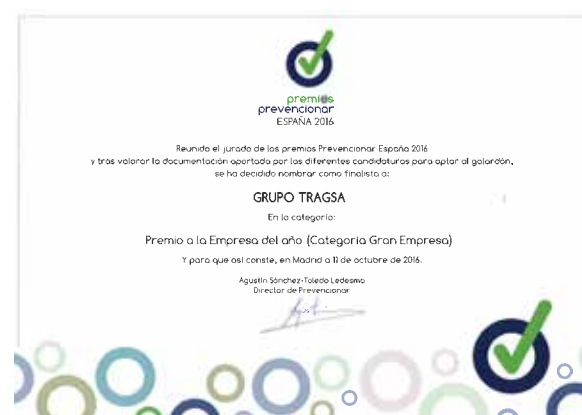 premios
prevencionar
ESPAÑA 2016
Reunido el jurado de los premios Prevencionar España 2016
y tras valorar la documentación aportada por las diferentes candidaturas para optar al galardón,
se ha decidido nombrar como finalista a:
GRUPO TRAGSA
En la categoría:
Premio a la Empresa del año (Categoría Gran Empresa)
Y para que así conste, en Madrid a 11 de octubre de 2016.
Agustín Sánchez-Toledo Ledesma
Director de Prevencionar